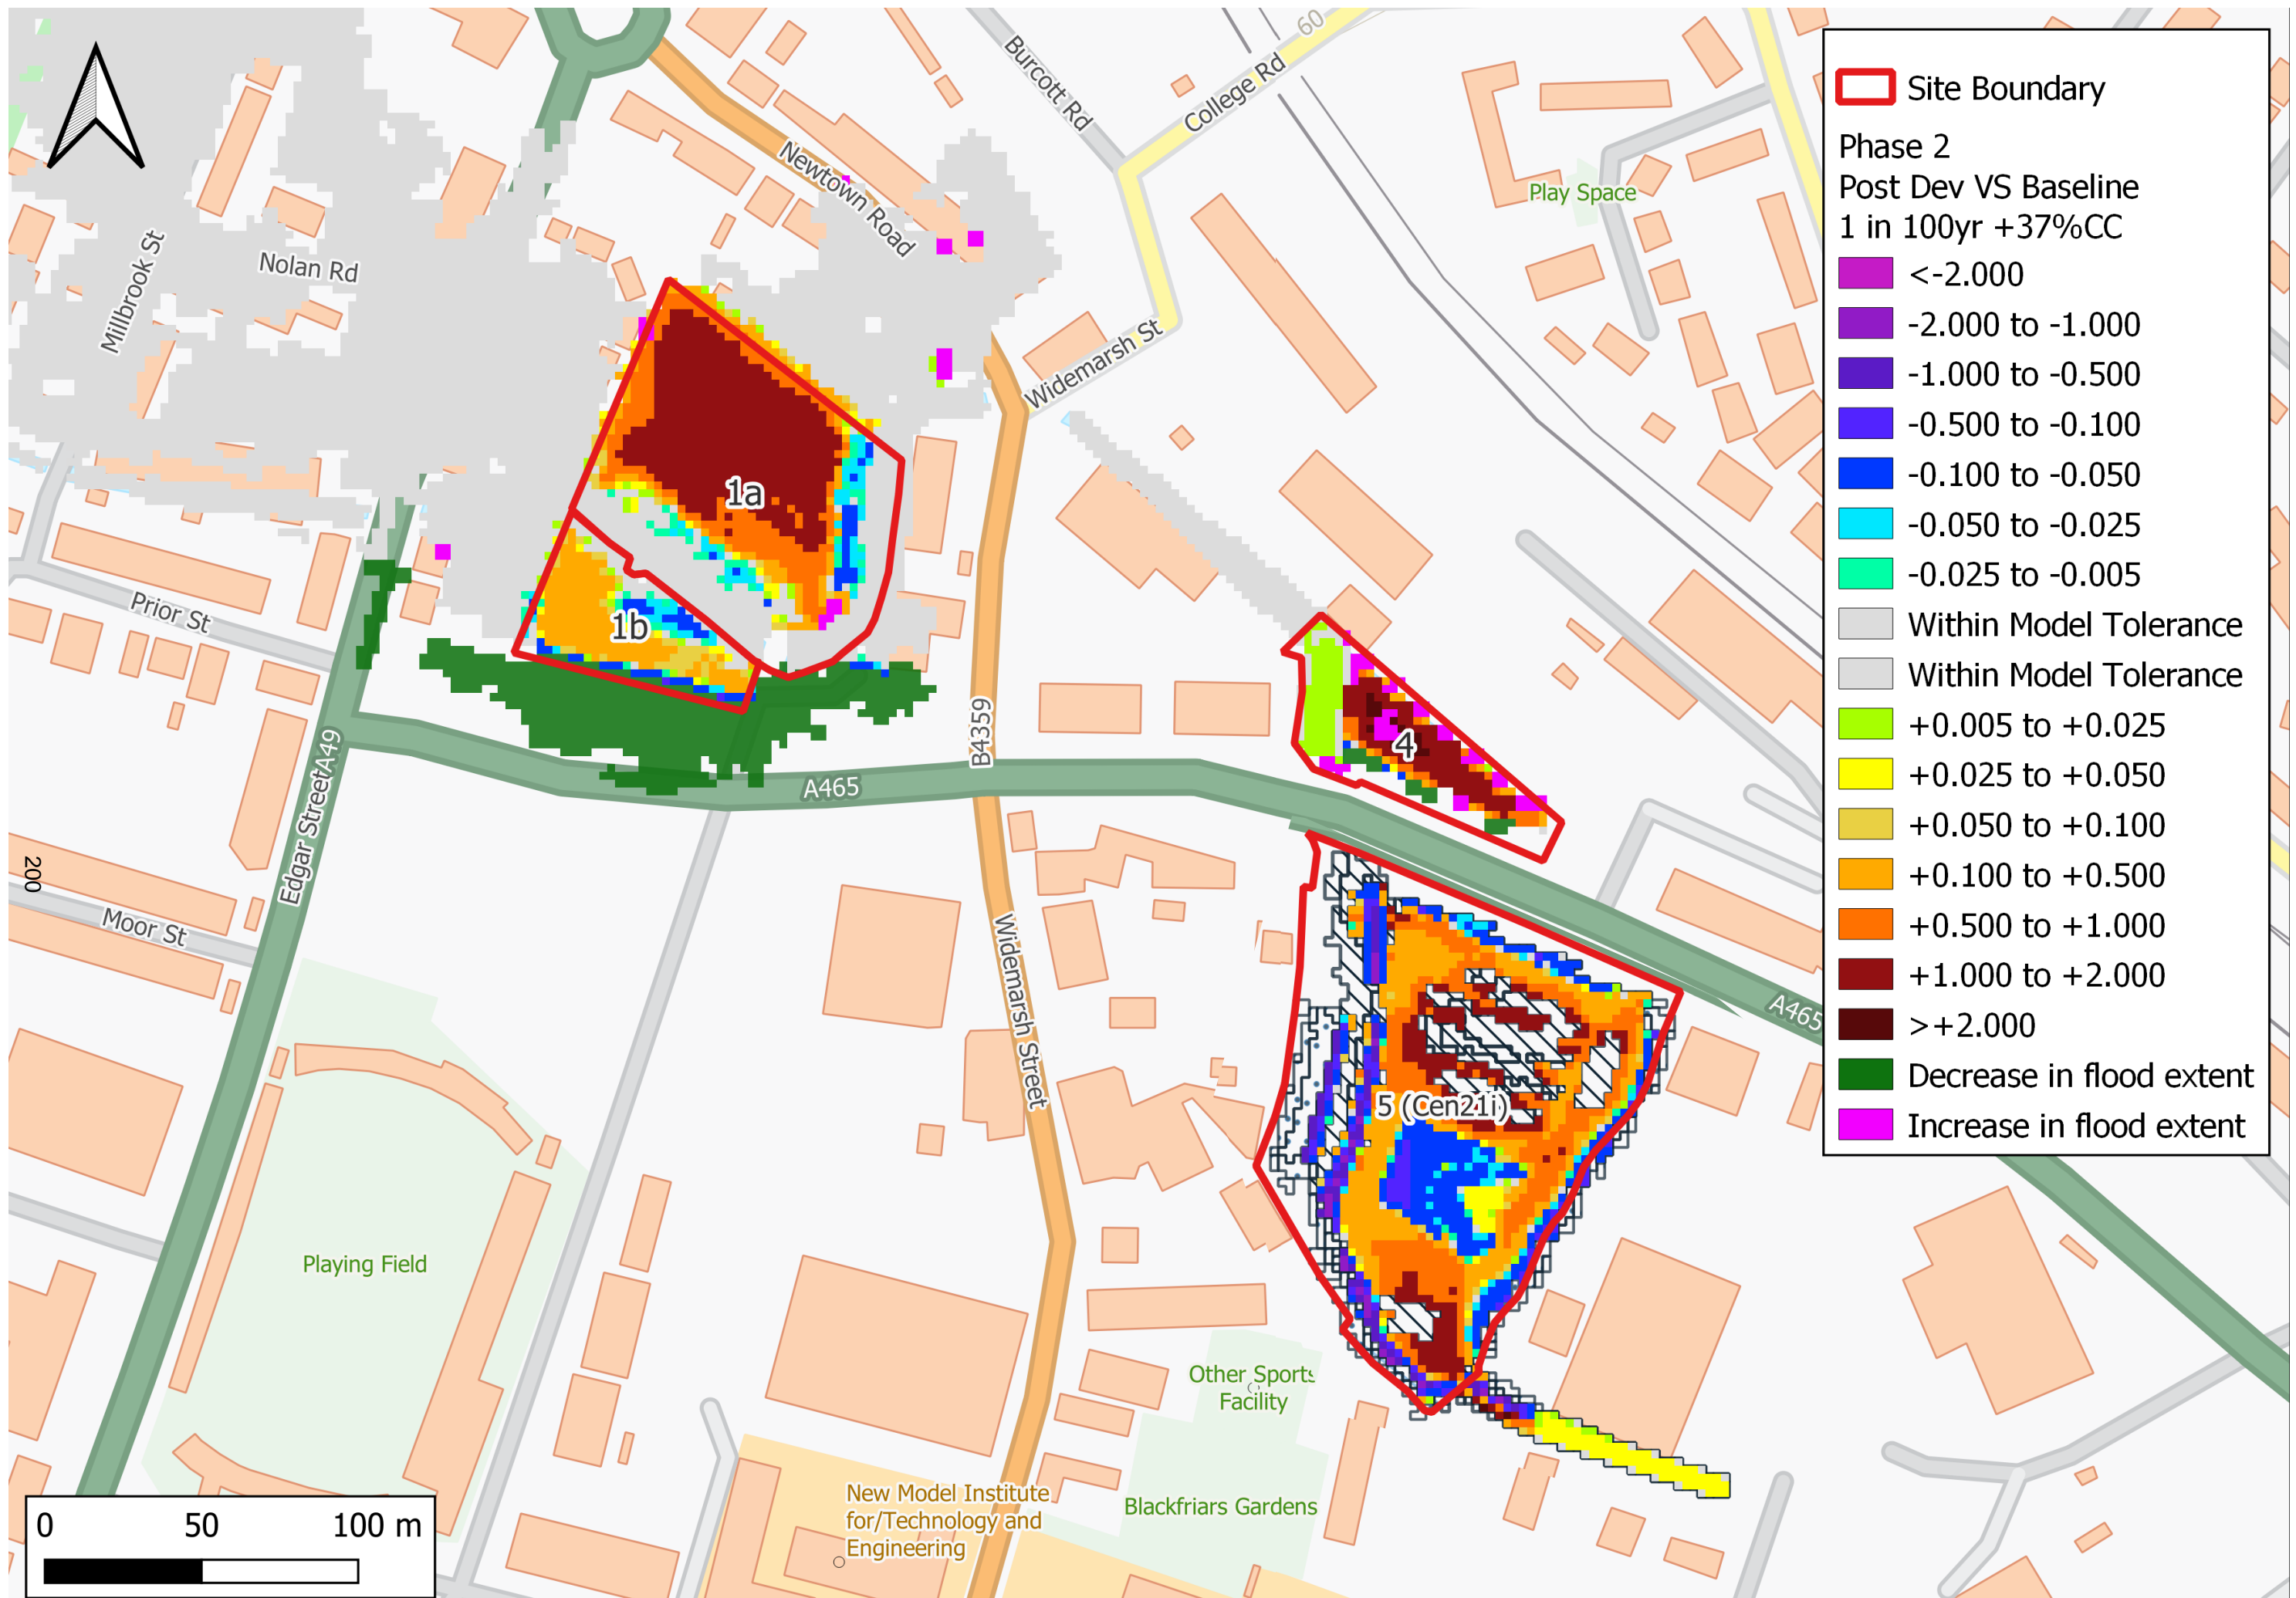 Burcott Rd
College Rd
60
Newtown Road
Play Space
Millbrook St
Nolan Rd
Widemarsh St
1a
1b
4
Prior St
B4359
A465
Edgar Street
A49
200
Moor St
Widemarsh Street
A465
5 (Cen21i)
Playing Field
Other Sports
Facility
Blackfriars Gardens
New Model Institute
for/Technology and
Engineering
0 50 100 m
Site Boundary
Phase 2
Post Dev VS Baseline
1 in 100yr +37%CC
<-2.000
-2.000 to -1.000
-1.000 to -0.500
-0.500 to -0.100
-0.100 to -0.050
-0.050 to -0.025
-0.025 to -0.005
Within Model Tolerance
Within Model Tolerance
+0.005 to +0.025
+0.025 to +0.050
+0.050 to +0.100
+0.100 to +0.500
+0.500 to +1.000
+1.000 to +2.000
>+2.000
Decrease in flood extent
Increase in flood extent